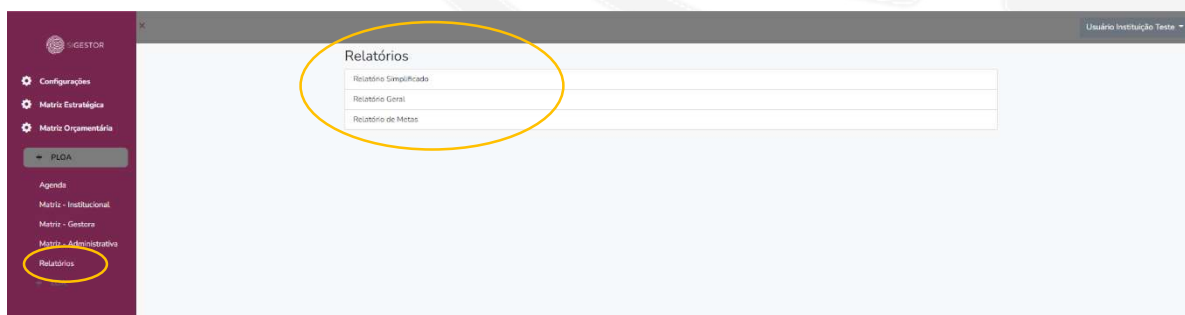 SIGESTOR
×
Usuário Instituição Teste
Configurações
Matriz Estratégica
Matriz Orçamentária
PLOA
Agenda
Matriz - Institucional
Matriz - Gestora
Matriz - Administrativa
Relatórios
Relatórios
Relatório Simplificado
Relatório Geral
Relatório de Metas